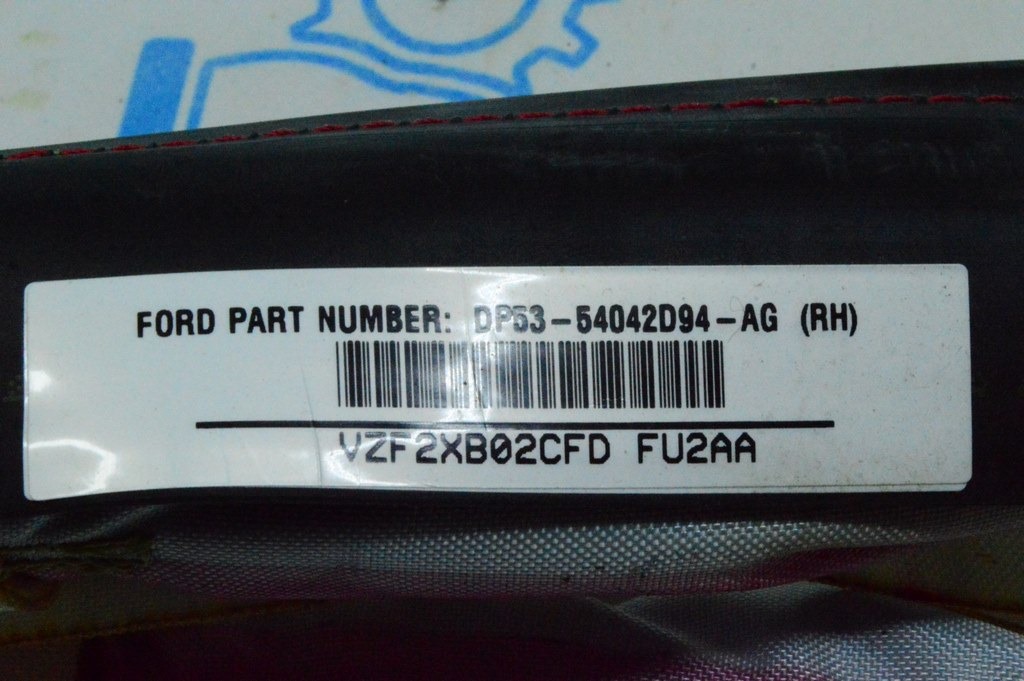 FORD PART NUMBER: DP53-54042D94-AG (RH)
VZF2XB02CFD FU2AA